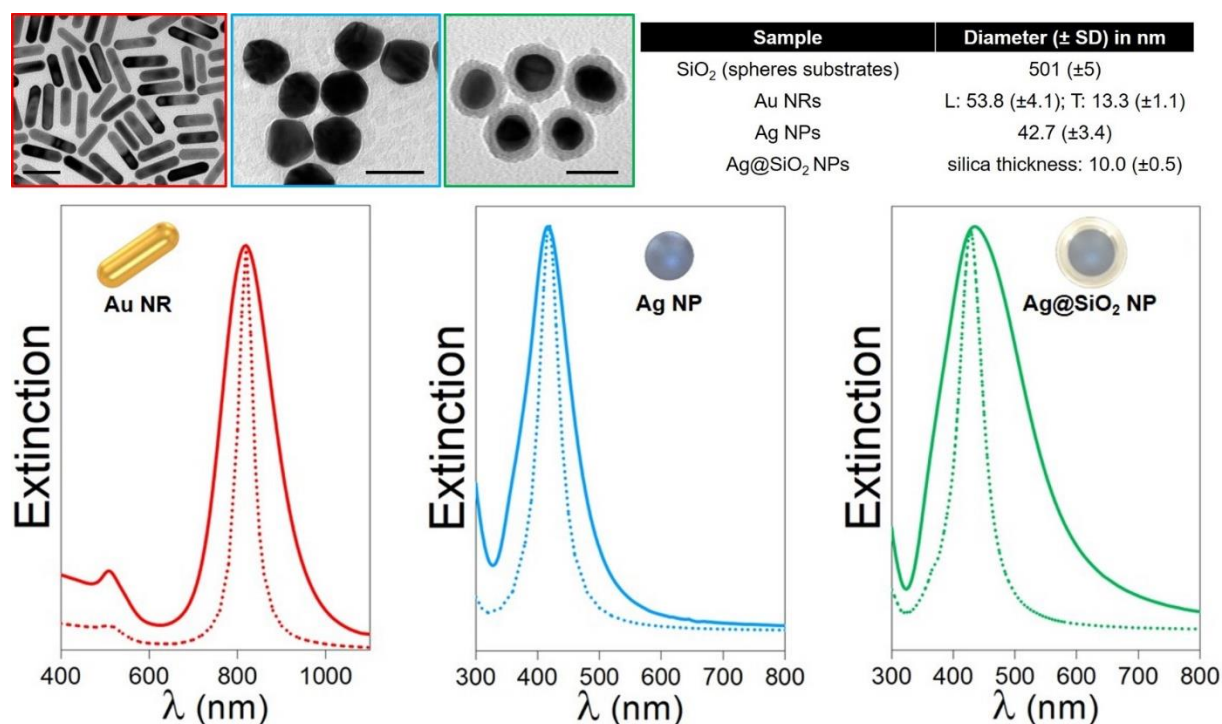 Sample Diameter (± SD) in nm
SiO₂ (spheres substrates) 501 (±5)
Au NRs L: 53.8 (±4.1); T: 13.3 (±1.1)
Ag NPs 42.7 (±3.4)
Ag@SiO₂ NPs silica thickness: 10.0 (±0.5)
Au NR
Extinction
400 600 800 1000
λ (nm)
Ag NP
Extinction
300 400 500 600 700 800
λ (nm)
Ag@SiO₂ NP
Extinction
300 400 500 600 700 800
λ (nm)